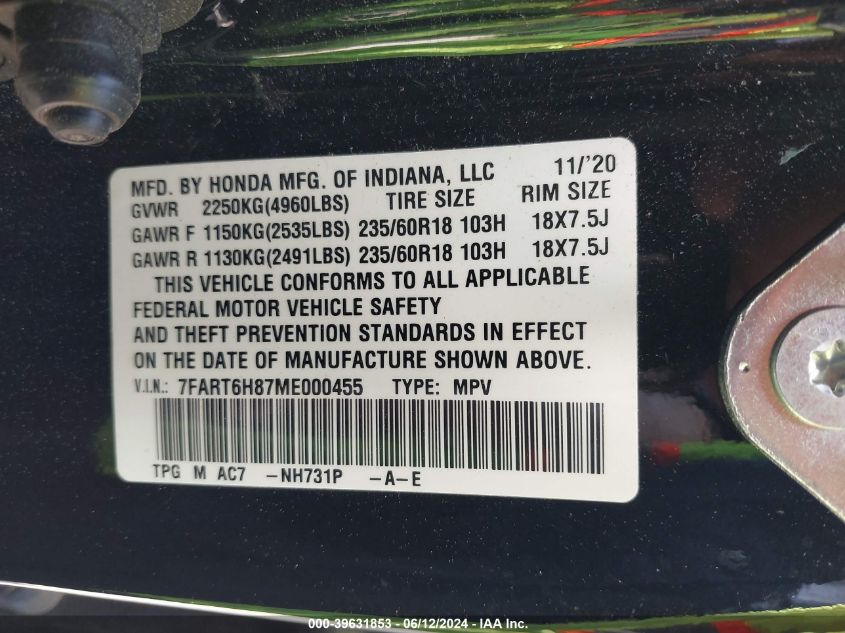 MFD. BY HONDA MFG. OF INDIANA, LLC 11/'20
GVWR 2250KG(4960LBS) TIRE SIZE RIM SIZE
GAWR F 1150KG(2535LBS) 235/60R18 103H 18X7.5J
GAWR R 1130KG(2491LBS) 235/60R18 103H 18X7.5J
THIS VEHICLE CONFORMS TO ALL APPLICABLE
FEDERAL MOTOR VEHICLE SAFETY
AND THEFT PREVENTION STANDARDS IN EFFECT
ON THE DATE OF MANUFACTURE SHOWN ABOVE.
V.I.N.: 7FART6H87ME000455 TYPE: MPV
TPG M AC7 -NH731P -A-E
000-39631853 - 06/12/2024 - IAA Inc.